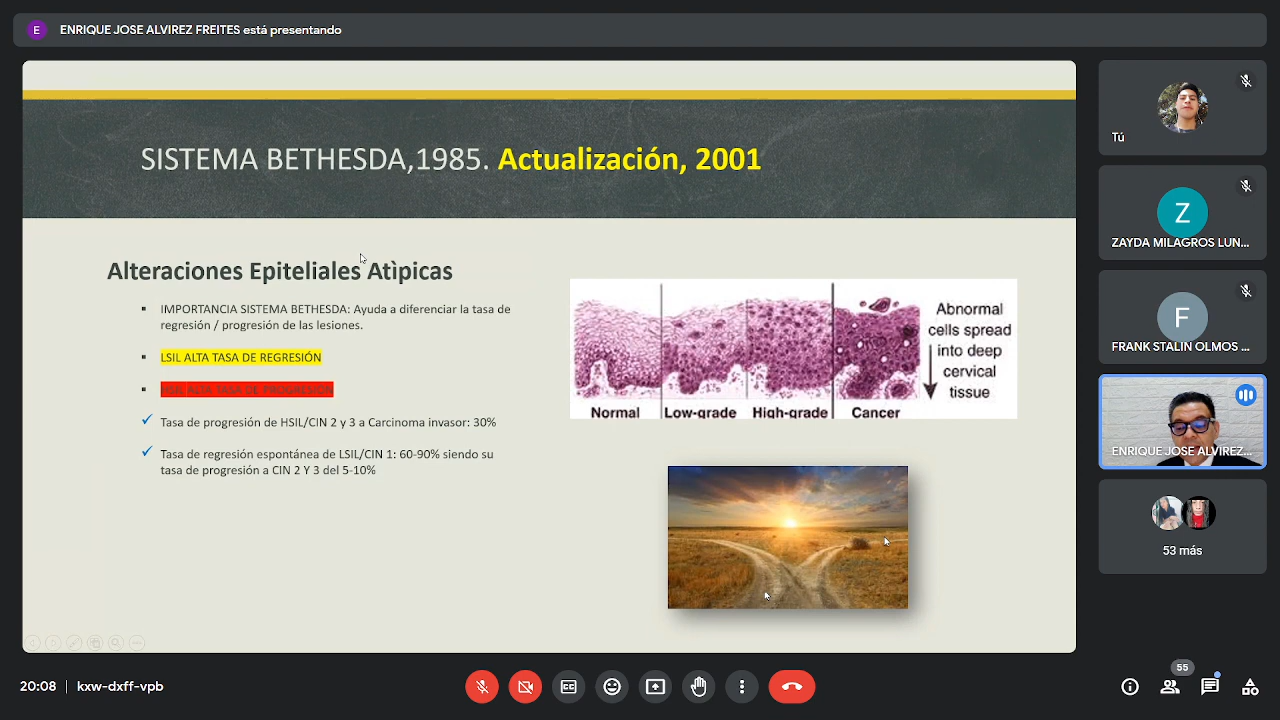 E
ENRIQUE JOSE ALVIREZ FREITES está presentando
SISTEMA BETHESDA,1985. Actualización, 2001
Alteraciones Epiteliales Atìpicas
IMPORTANCIA SISTEMA BETHESDA: Ayuda a diferenciar la tasa de
regresión / progresión de las lesiones.
LSIL ALTA TASA DE REGRESIÓN
HSIL ALTA TASA DE PROGRESIÓN
Tasa de progresión de HSIL/CIN 2 y 3 a Carcinoma invasor: 30%
Tasa de regresión espontánea de LSIL/CIN 1: 60-90% siendo su
tasa de progresión a CIN 2 Y 3 del 5-10%
Abnormal
cells spread
into deep
cervical
tissue
Normal
Low-grade
High-grade
Cancer
Tú
Z
ZAYDA MILAGROS LUN...
F
FRANK STALIN OLMOS ...
ENRIQUE JOSE ALVIREZ...
53 más
20:08 | kxw-dxff-vpb
55